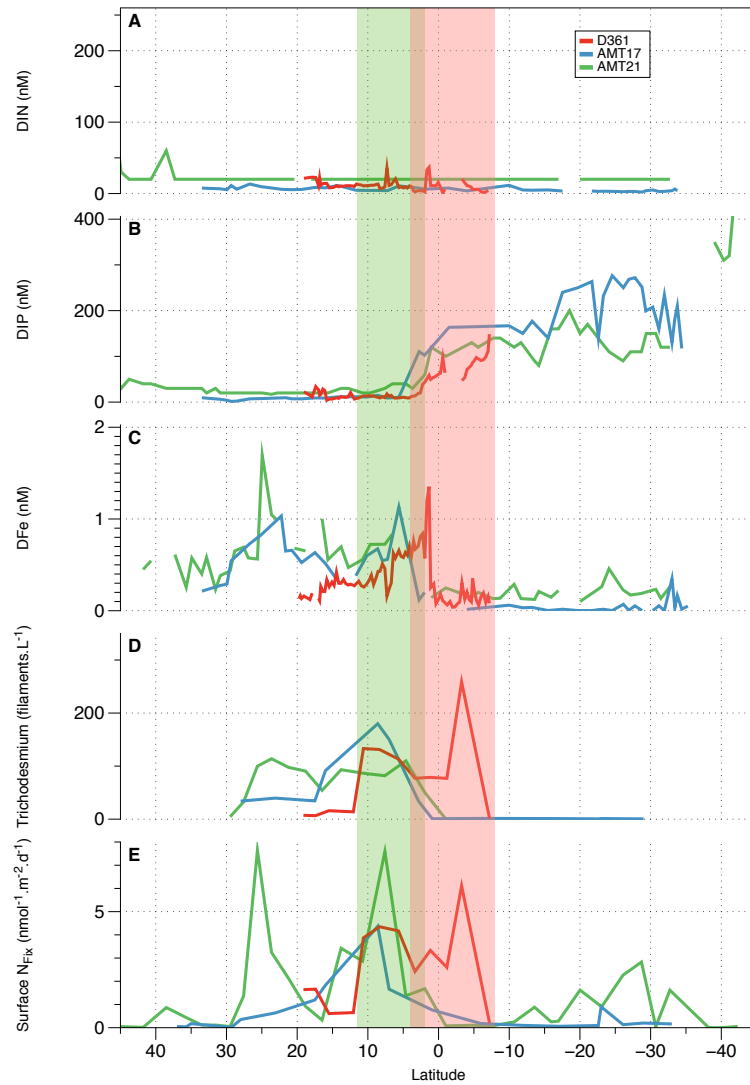 A
D361
AMT17
AMT21
200
100
0
DIN (nM)
B
400
200
0
DIP (nM)
C
2
1
0
DFe (nM)
D
200
0
Trichodesmium (filaments.L⁻¹)
E
5
0
Surface N_Fix (nmol⁻¹.m⁻².d⁻¹)
40 30 20 10 0 −10 −20 −30 −40
Latitude